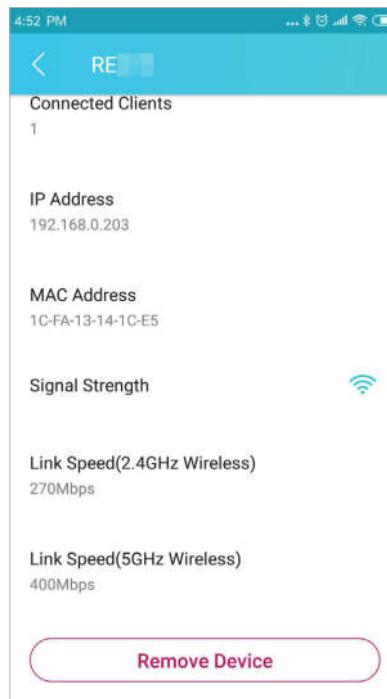 4:52 PM
RE
Connected Clients
1
IP Address
192.168.0.203
MAC Address
1C-FA-13-14-1C-E5
Signal Strength
Link Speed(2.4GHz Wireless)
270Mbps
Link Speed(5GHz Wireless)
400Mbps
Remove Device